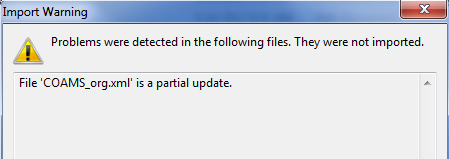 Import Warning
Problems were detected in the following files. They were not imported.
File 'COAMS_org.xml' is a partial update.